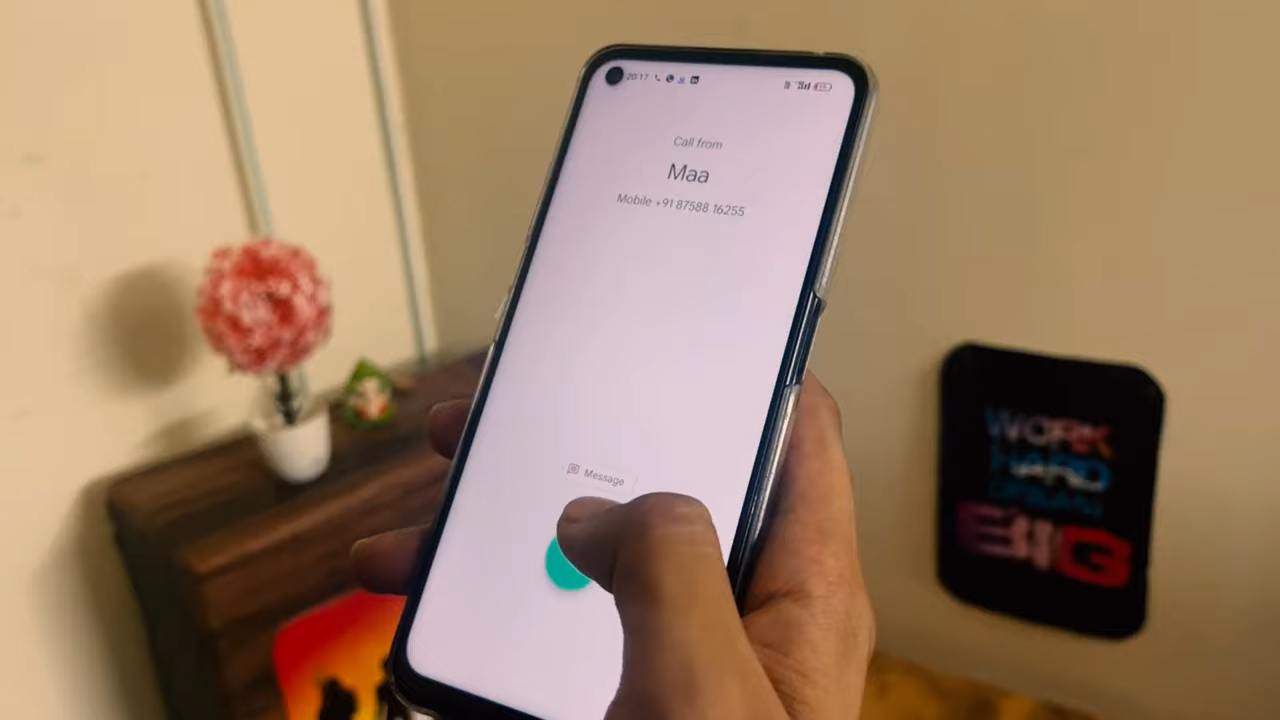 20:17
Call from
Maa
Mobile +91 87588 16255
Message
WORK
HARD
DREAM
BIG